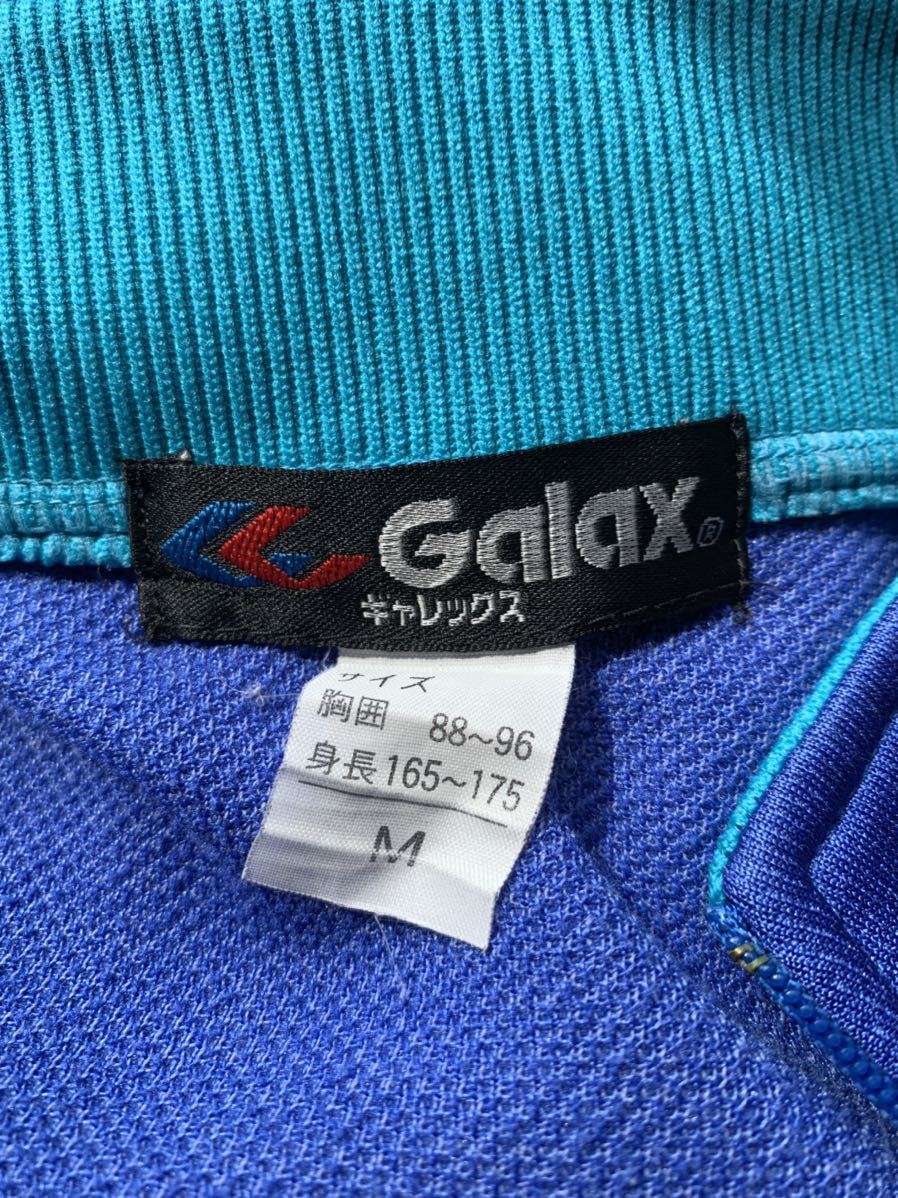 Galax®
ギャレックス
サイズ
胸囲 88~96
身長 165~175
M